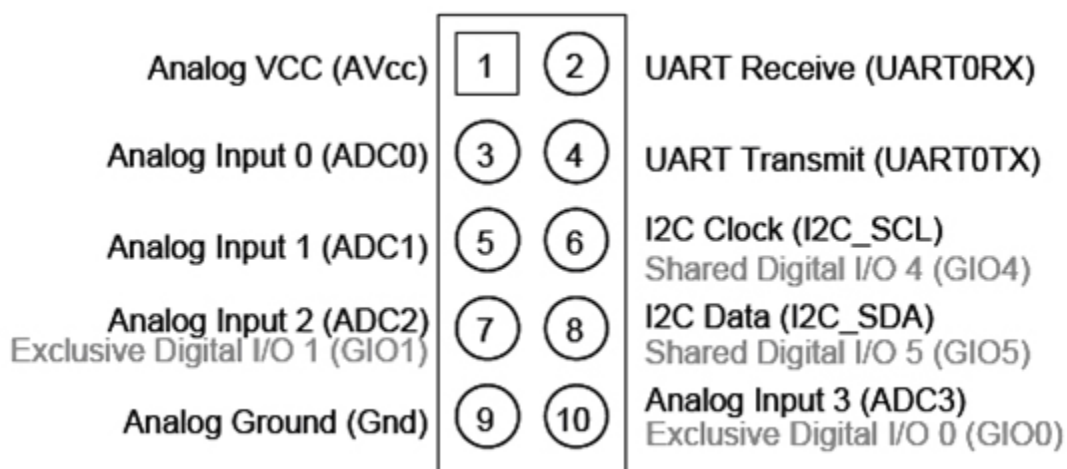 Analog VCC (AVcc) 1 2 UART Receive (UART0RX)
Analog Input 0 (ADC0) 3 4 UART Transmit (UART0TX)
Analog Input 1 (ADC1) 5 6 I2C Clock (I2C_SCL)
Shared Digital I/O 4 (GIO4)
Analog Input 2 (ADC2) 7 8 I2C Data (I2C_SDA)
Exclusive Digital I/O 1 (GIO1) Shared Digital I/O 5 (GIO5)
Analog Ground (Gnd) 9 10 Analog Input 3 (ADC3)
Exclusive Digital I/O 0 (GIO0)